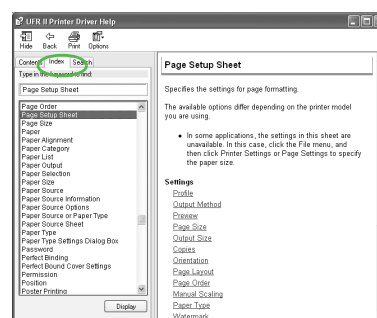 UFR II Printer Driver Help
Hide Back Print Options
Contents Index Search
Type in the keyword to find:
Page Setup Sheet
Page Order
Page Setup Sheet
Page Size
Paper
Paper Alignment
Paper Category
Paper List
Paper Output
Paper Selection
Paper Size
Paper Source
Paper Source Information
Paper Source Options
Paper Source or Paper Type
Paper Source Sheet
Paper Type
Paper Type Settings Dialog Box
Password
Perfect Binding
Perfect Bound Cover Settings
Permission
Position
Poster Printing
Display
Page Setup Sheet
Specifies the settings for page formatting.
The available options differ depending on the printer model
you are using.
• In some applications, the settings in this sheet are
unavailable. In this case, click the File menu, and
then click Printer Settings or Page Settings to specify
the paper size.
Settings
Profile
Output Method
Preview
Page Size
Output Size
Copies
Orientation
Page Layout
Page Order
Manual Scaling
Paper Type
Watermark